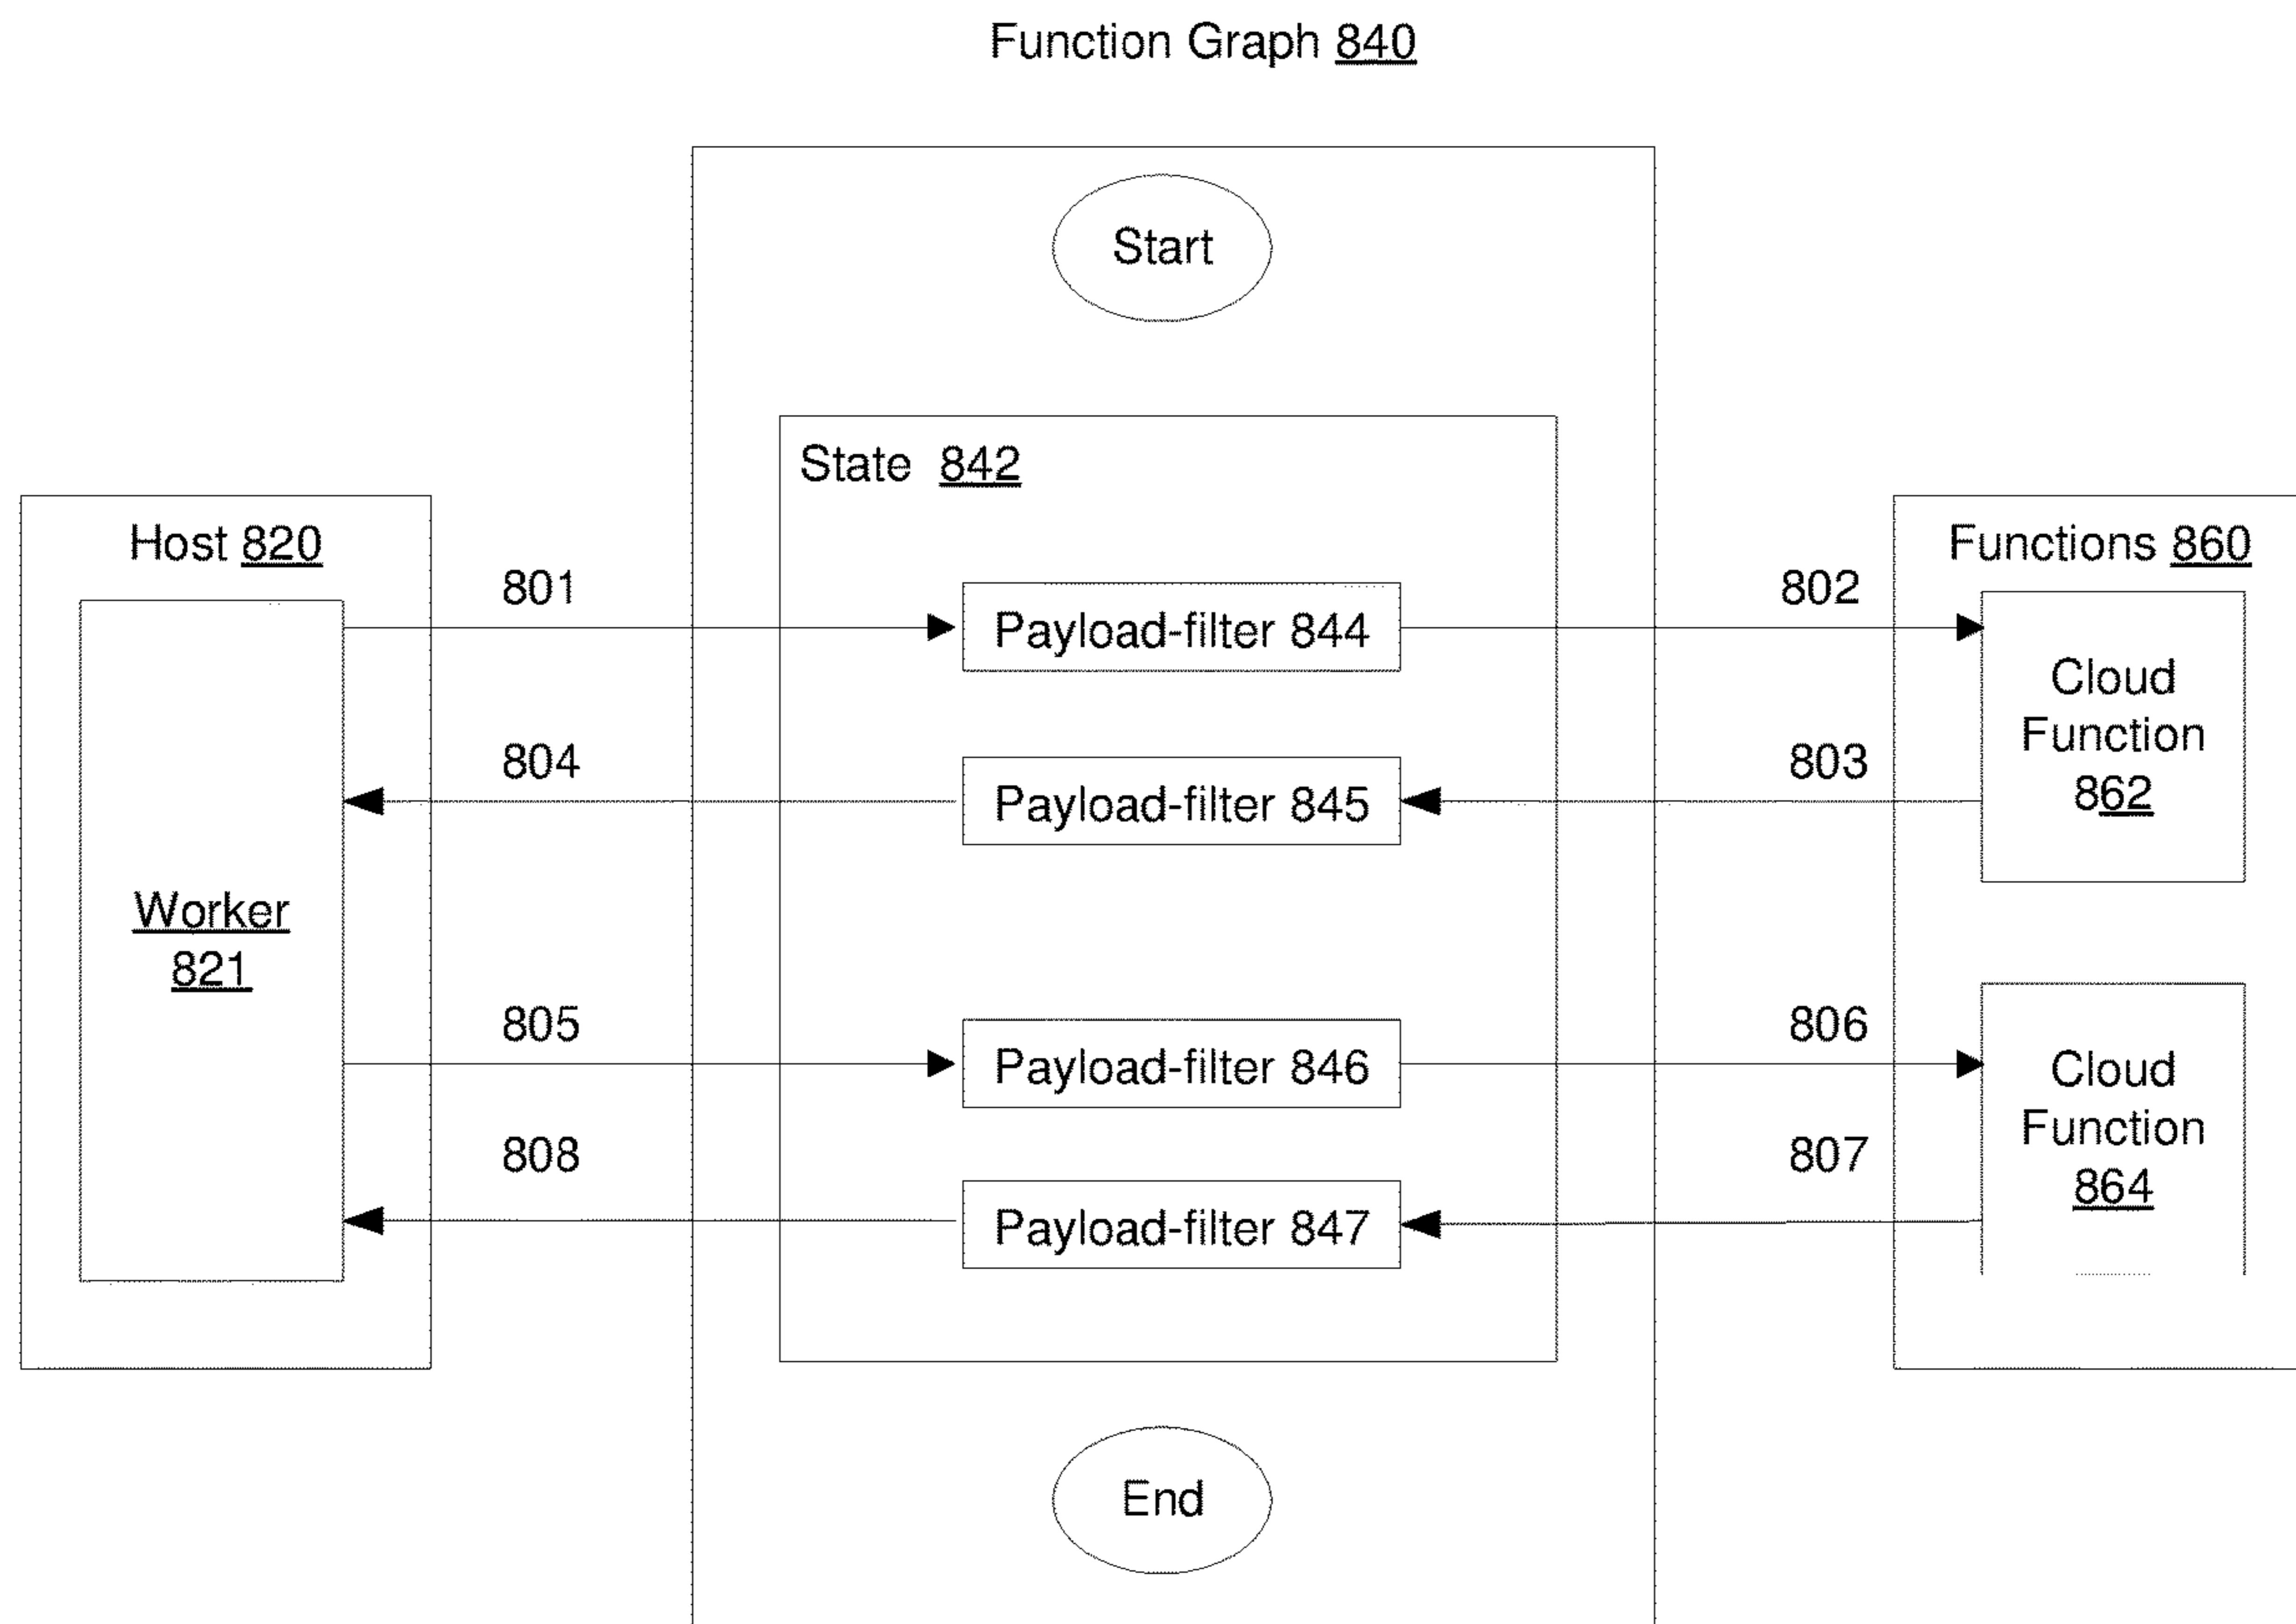 Function Graph 840
Start
State 842
Host 820
Functions 860
801
Payload-filter 844
802
Cloud
Function
862
804
Payload-filter 845
803
Worker
821
805
Payload-filter 846
806
Cloud
Function
864
808
Payload-filter 847
807
End